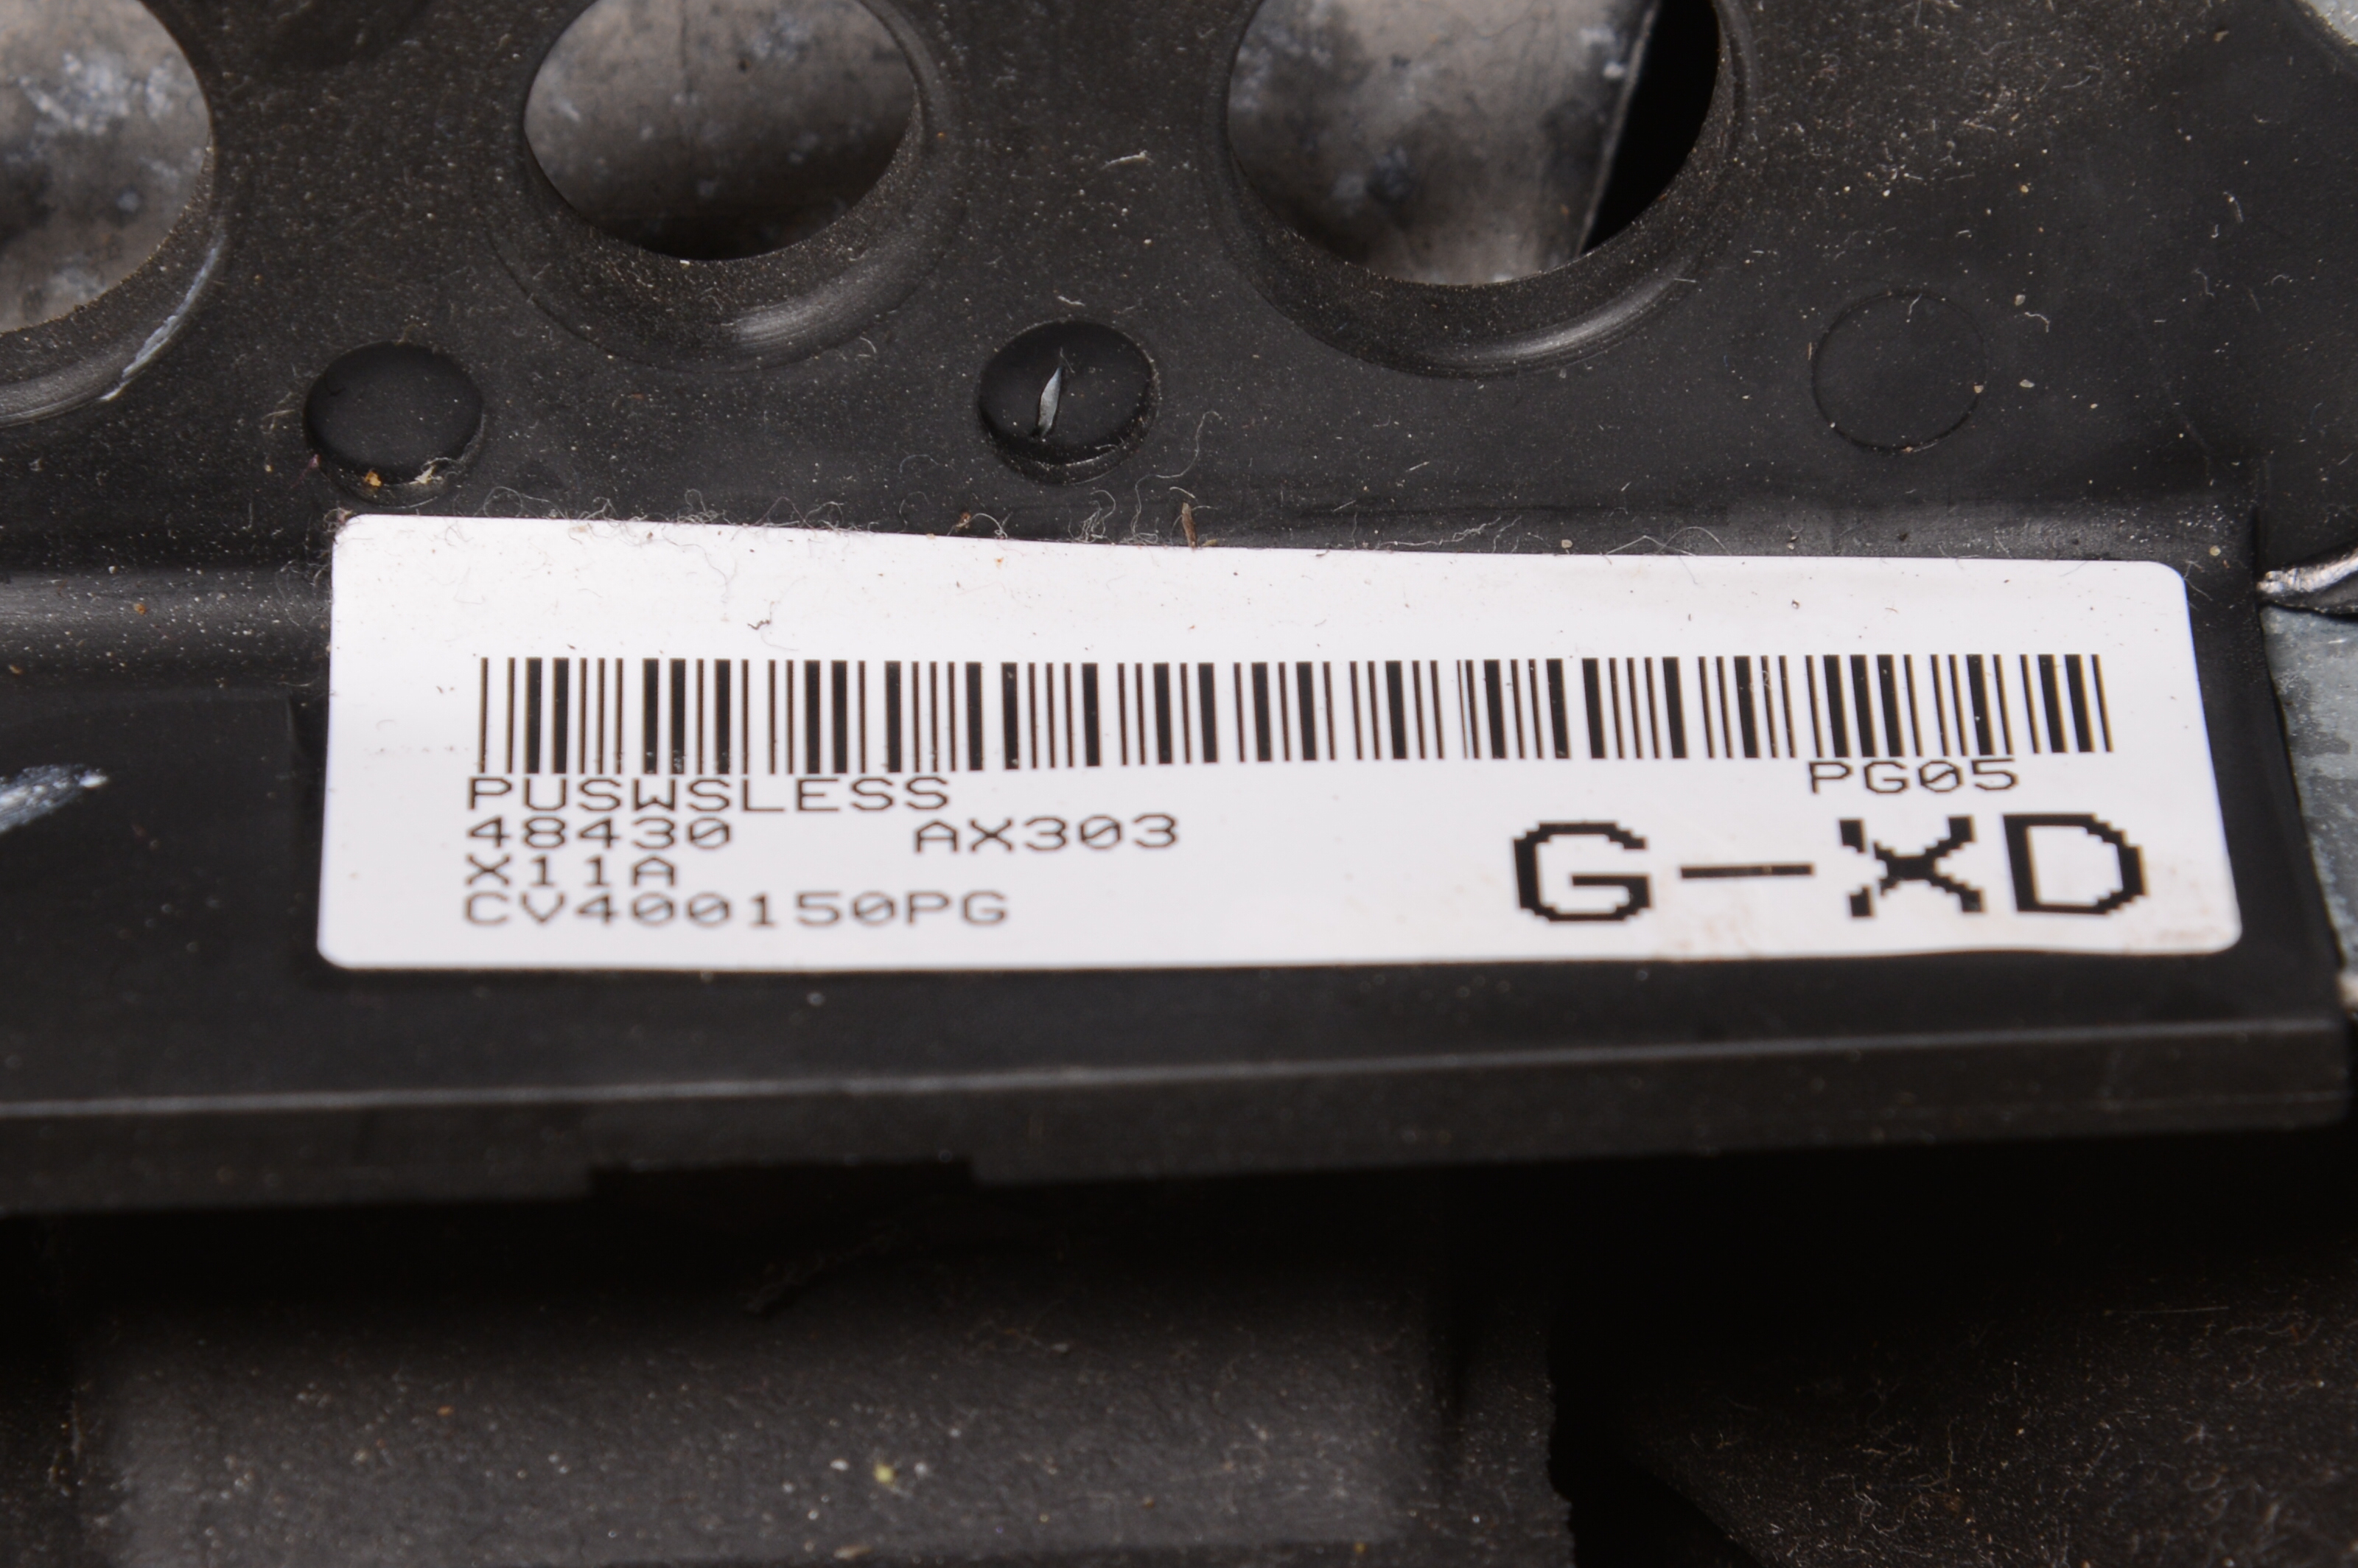 PUSWSLESS PG05
48430 AX303
X11A
CV400150PG
G-XD